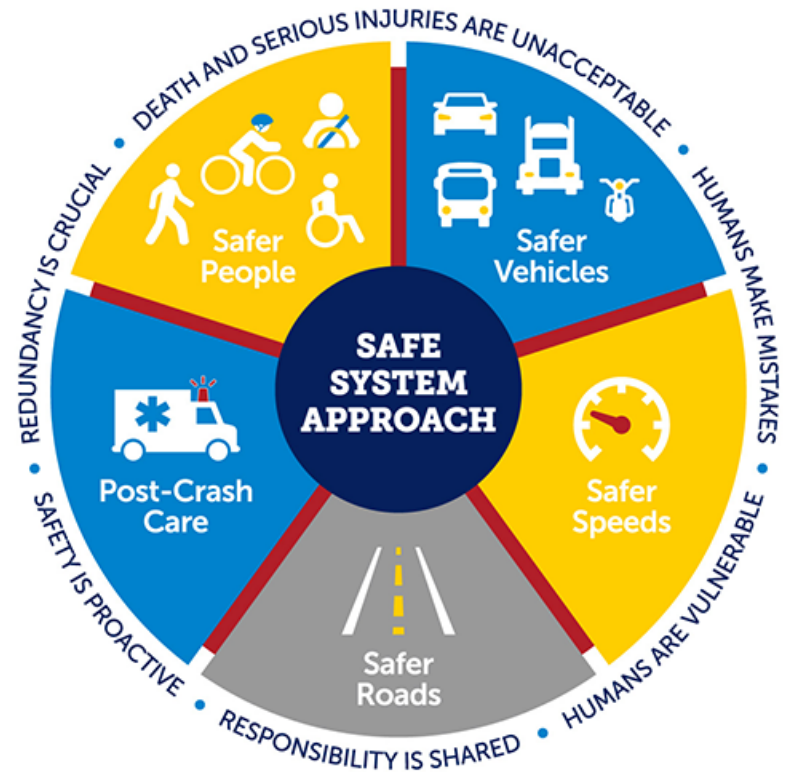 DEATH AND SERIOUS INJURIES ARE UNACCEPTABLE
HUMANS MAKE MISTAKES
HUMANS ARE VULNERABLE
RESPONSIBILITY IS SHARED
SAFETY IS PROACTIVE
REDUNDANCY IS CRUCIAL
SAFE
SYSTEM
APPROACH
Safer
People
Safer
Vehicles
Safer
Speeds
Safer
Roads
Post-Crash
Care